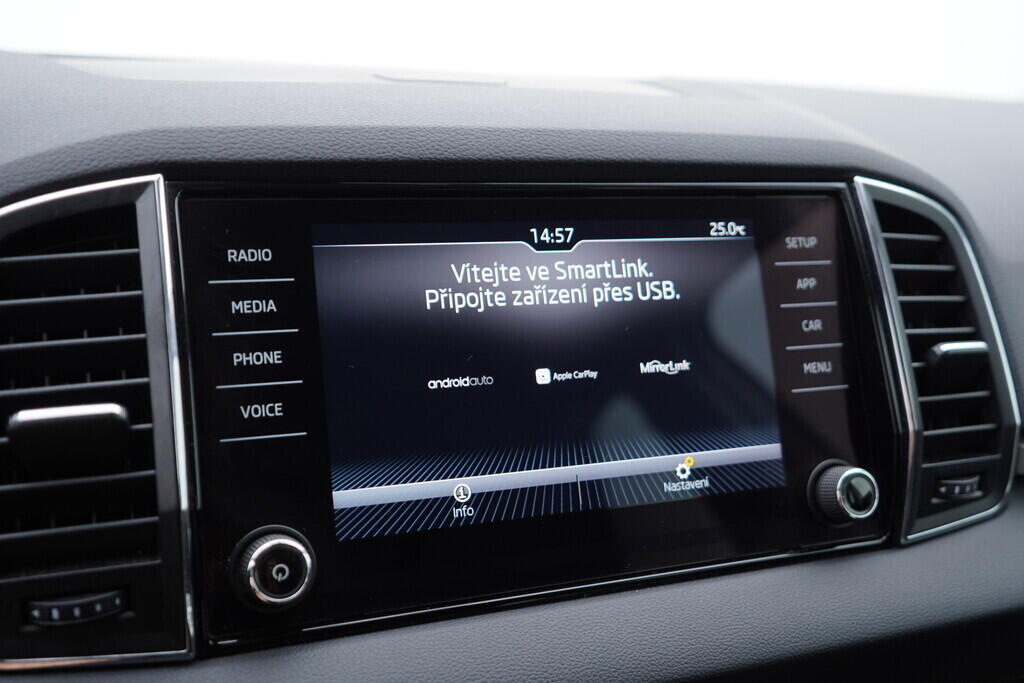 14:57
25.0°C
RADIO
MEDIA
PHONE
VOICE
Vítejte ve SmartLink.
Připojte zařízení přes USB.
androidauto
Apple CarPlay
MirrorLink
Info
Nastavení
SETUP
APP
CAR
MENU